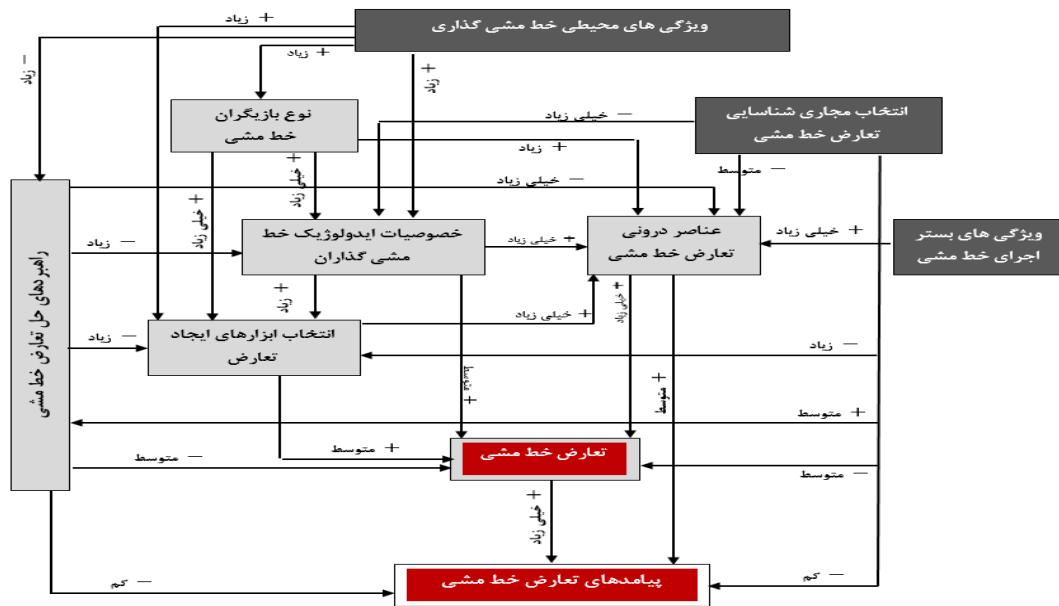 ویژگی های محیطی خط مشی گذاری
+ زیاد
– زیاد
+ زیاد
+ زیاد
نوع بازیگران
خط مشی
انتخاب مجاری شناسایی
تعارض خط مشی
– خیلی زیاد
+ زیاد
+ خیلی زیاد
+ خیلی زیاد
– متوسط
– خیلی زیاد
خصوصیات ایدولوژیک خط
مشی گذاران
عناصر درونی
تعارض خط مشی
ویژگی های بستر
اجرای خط مشی
+ خیلی زیاد
+ خیلی زیاد
– زیاد
راهبردهای حل تعارض خط مشی
+ زیاد
+ خیلی زیاد
+ خیلی زیاد
انتخاب ابزارهای ایجاد
تعارض
– زیاد
– زیاد
+ متوسط
+ متوسط
+ متوسط
تعارض خط مشی
+ متوسط
– متوسط
– متوسط
+ خیلی زیاد
پیامدهای تعارض خط مشی
– کم
– کم